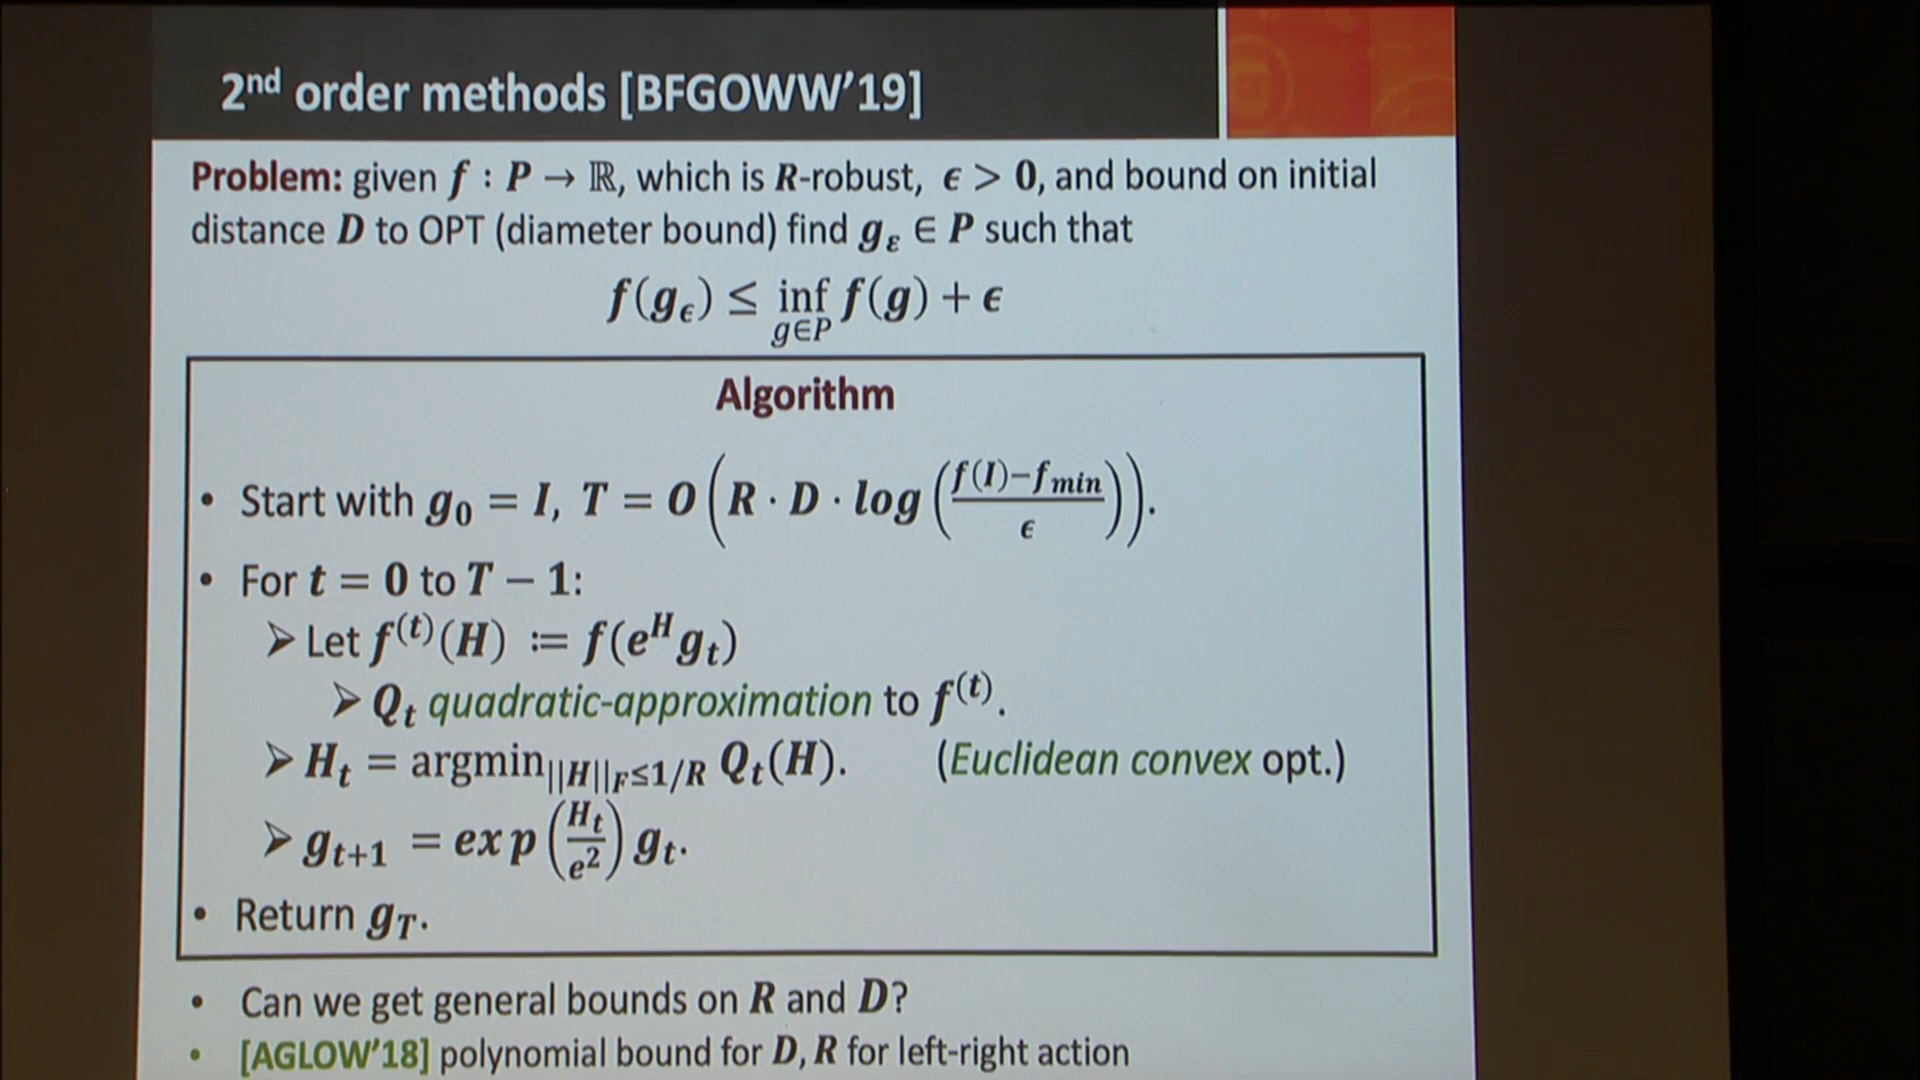 2nd order methods [BFGOWW'19]
Problem: given f : P → ℝ, which is R-robust, ϵ > 0, and bound on initial
distance D to OPT (diameter bound) find g_ε ∈ P such that
f(g_ϵ) ≤ inf_{g∈P} f(g) + ϵ
Algorithm
• Start with g_0 = I, T = O(R · D · log((f(I)−f_min)/ϵ)).
• For t = 0 to T − 1:
➢ Let f^(t)(H) := f(e^H g_t)
➢ Q_t quadratic-approximation to f^(t).
➢ H_t = argmin_{||H||_F≤1/R} Q_t(H). (Euclidean convex opt.)
➢ g_{t+1} = exp(H_t/e^2) g_t.
• Return g_T.
• Can we get general bounds on R and D?
• [AGLOW'18] polynomial bound for D, R for left-right action